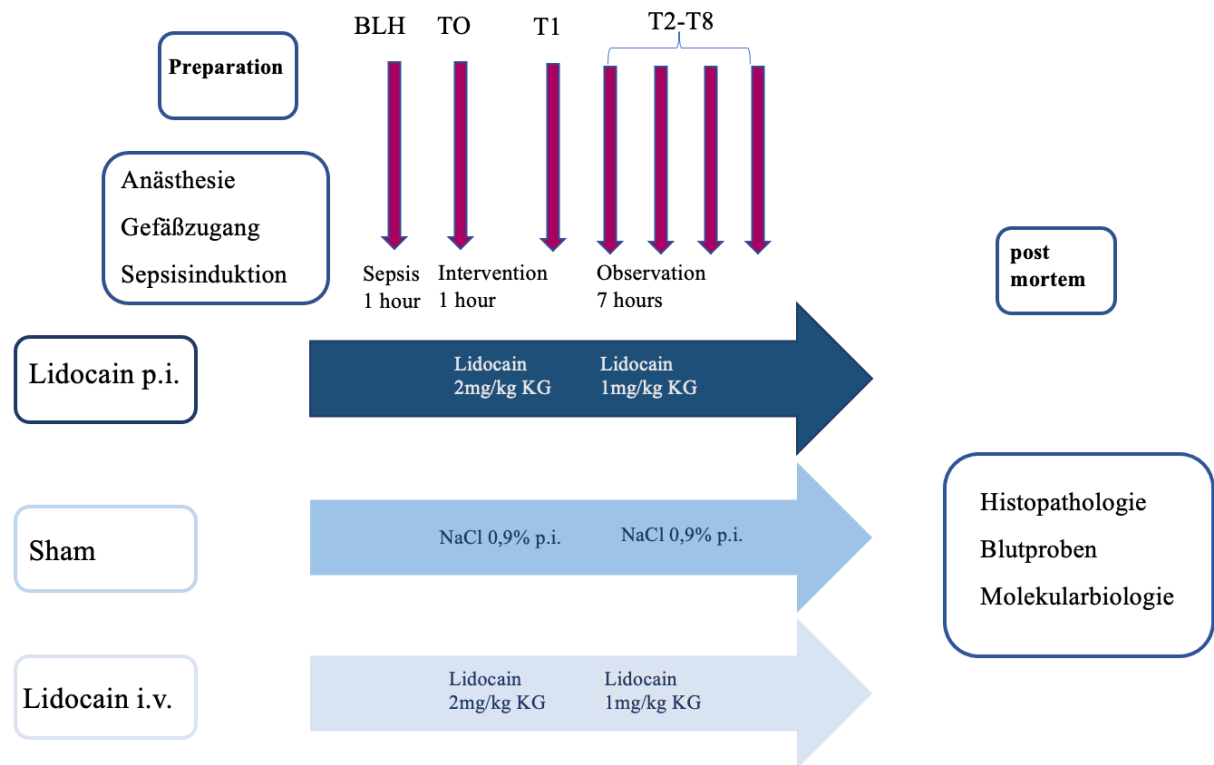 BLH
TO
T1
T2-T8
Preparation
Anästhesie
Gefäßzugang
Sepsisinduktion
Sepsis
1 hour
Intervention
1 hour
Observation
7 hours
post
mortem
Lidocain p.i.
Lidocain
2mg/kg KG
Lidocain
1mg/kg KG
Sham
NaCl 0,9% p.i.
NaCl 0,9% p.i.
Histopathologie
Blutproben
Molekularbiologie
Lidocain i.v.
Lidocain
2mg/kg KG
Lidocain
1mg/kg KG